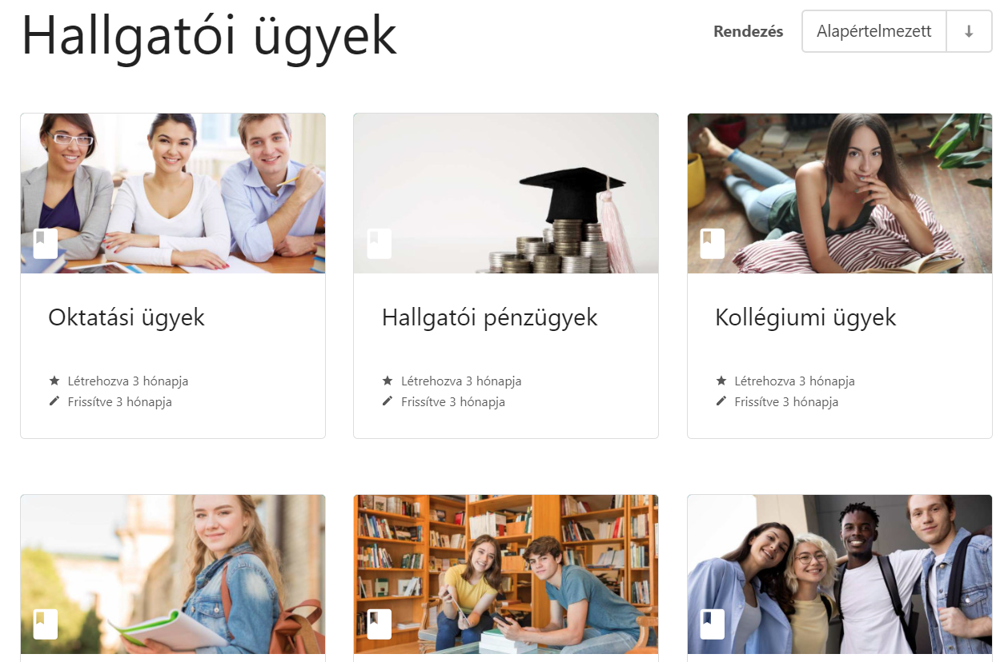 Hallgatói ügyek
Rendezés
Alapértelmezett
Oktatási ügyek
Létrehozva 3 hónapja
Frissítve 3 hónapja
Hallgatói pénzügyek
Létrehozva 3 hónapja
Frissítve 3 hónapja
Kollégiumi ügyek
Létrehozva 3 hónapja
Frissítve 3 hónapja